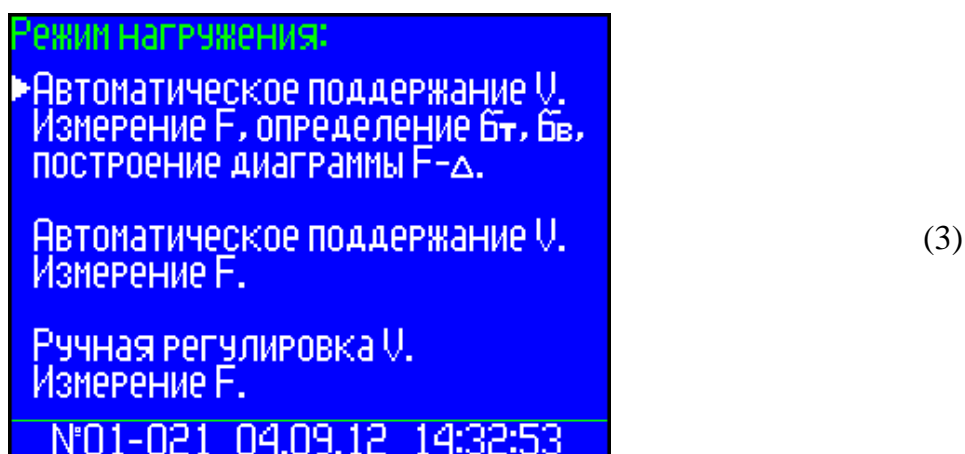 Режим нагружения:
▶Автоматическое поддержание V.
Измерение F, определение бт, бв,
построение диаграммы F-Δ.
Автоматическое поддержание V.
Измерение F.
Ручная регулировка V.
Измерение F.
№01-021 04.09.12 14:32:53
(3)